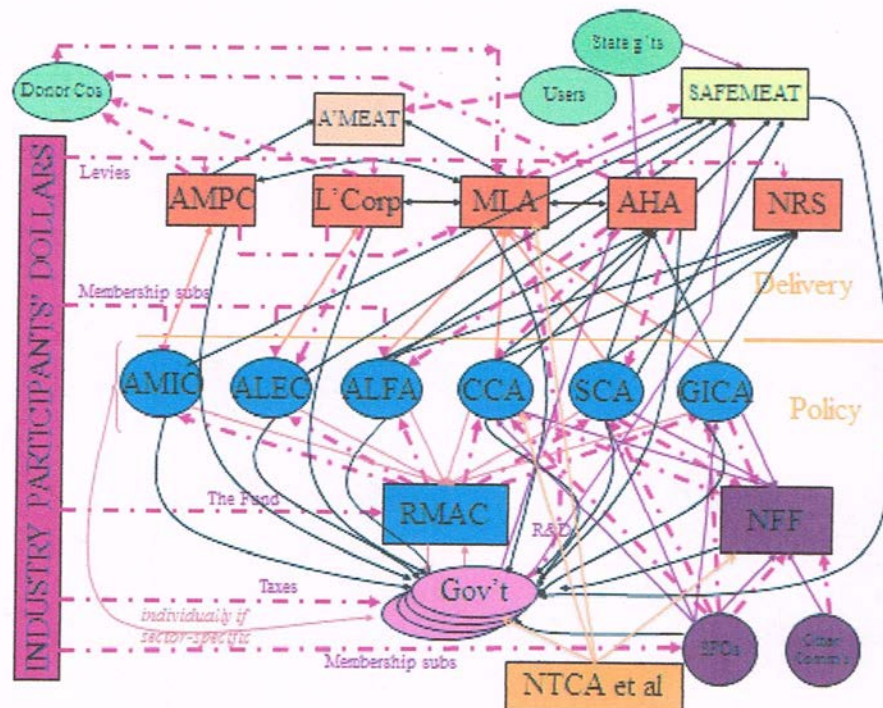 State g'ts
Donor Cos
Users
SAFEMEAT
A'MEAT
Levies
AMPC
L'Corp
MLA
AHA
NRS
Membership subs
Delivery
AMIC
ALEC
ALFA
CCA
SCA
GICA
Policy
The Fund
RMAC
R&D
NFF
Taxes
Gov't
individually if
sector-specific
SFOs
Membership subs
NTCA et al
INDUSTRY PARTICIPANTS' DOLLARS